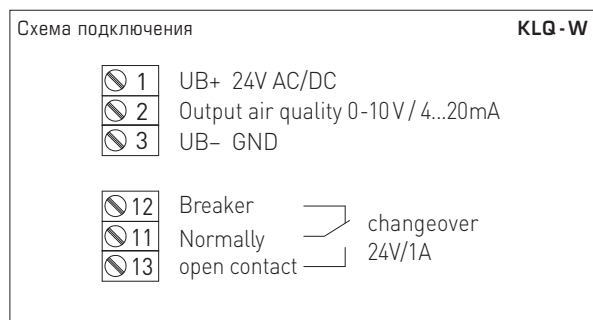 Схема подключения KLQ-W
1 UB+ 24V AC/DC
2 Output air quality 0-10V / 4...20mA
3 UB– GND
12 Breaker
11 Normally
13 open contact
changeover
24V/1A